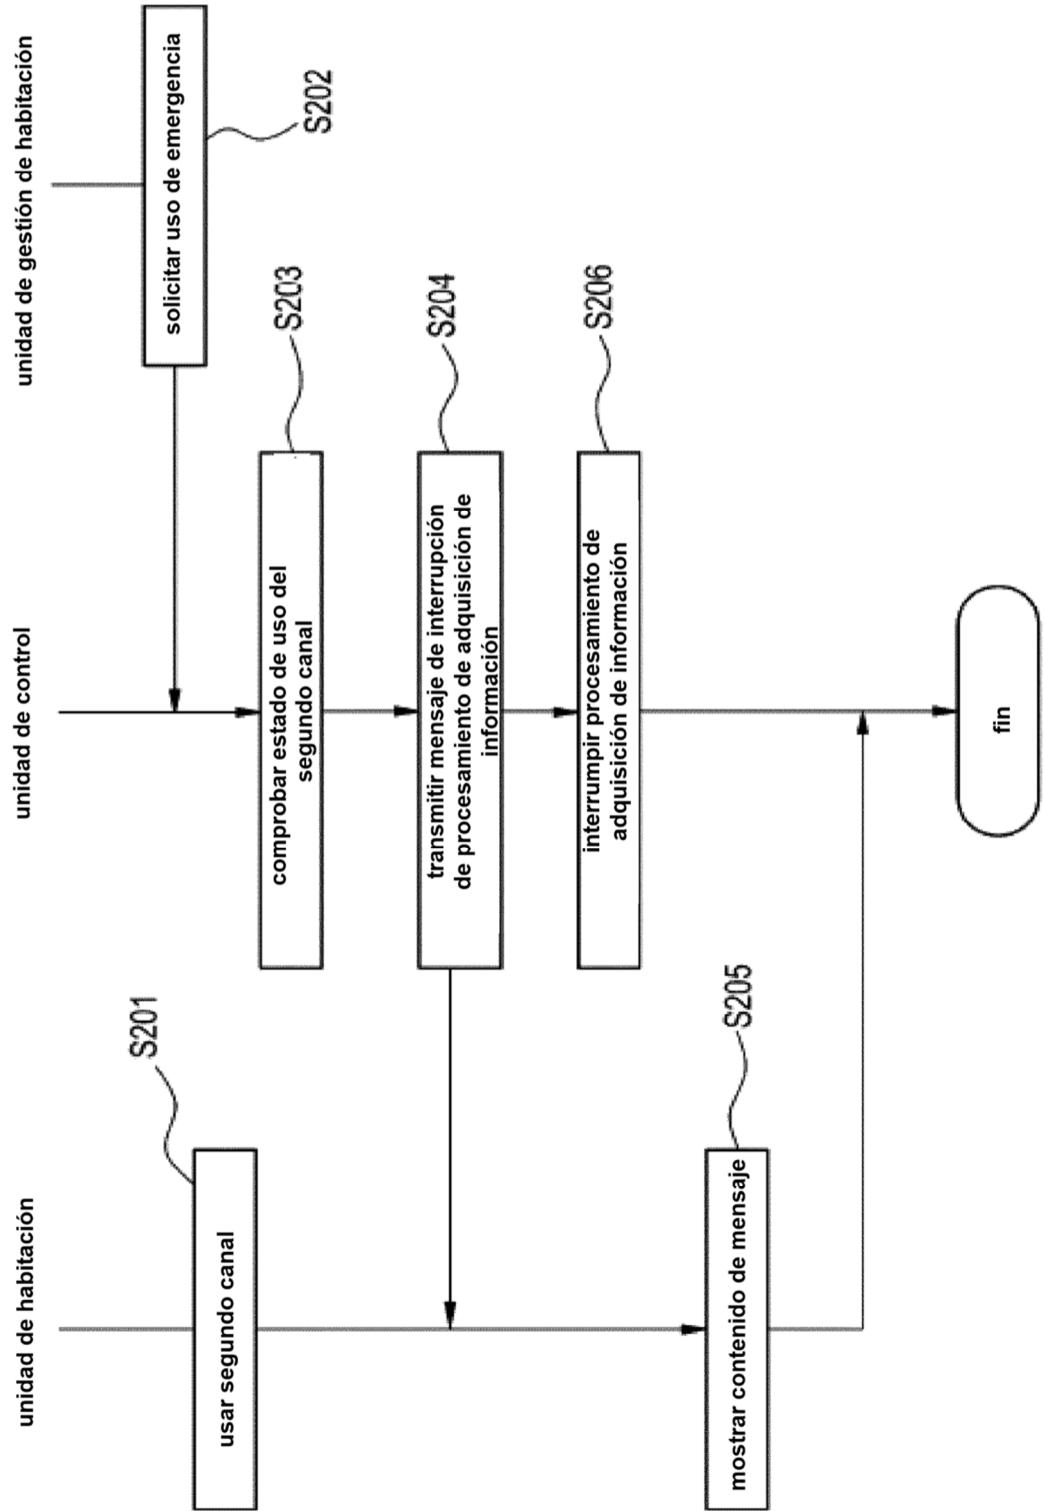 unidad de habitación
unidad de control
unidad de gestión de habitación
S201
usar segundo canal
solicitar uso de emergencia
S202
comprobar estado de uso del
segundo canal
S203
transmitir mensaje de interrupción
de procesamiento de adquisición de
información
S204
interrumpir procesamiento de
adquisición de información
S206
mostrar contenido de mensaje
S205
fin